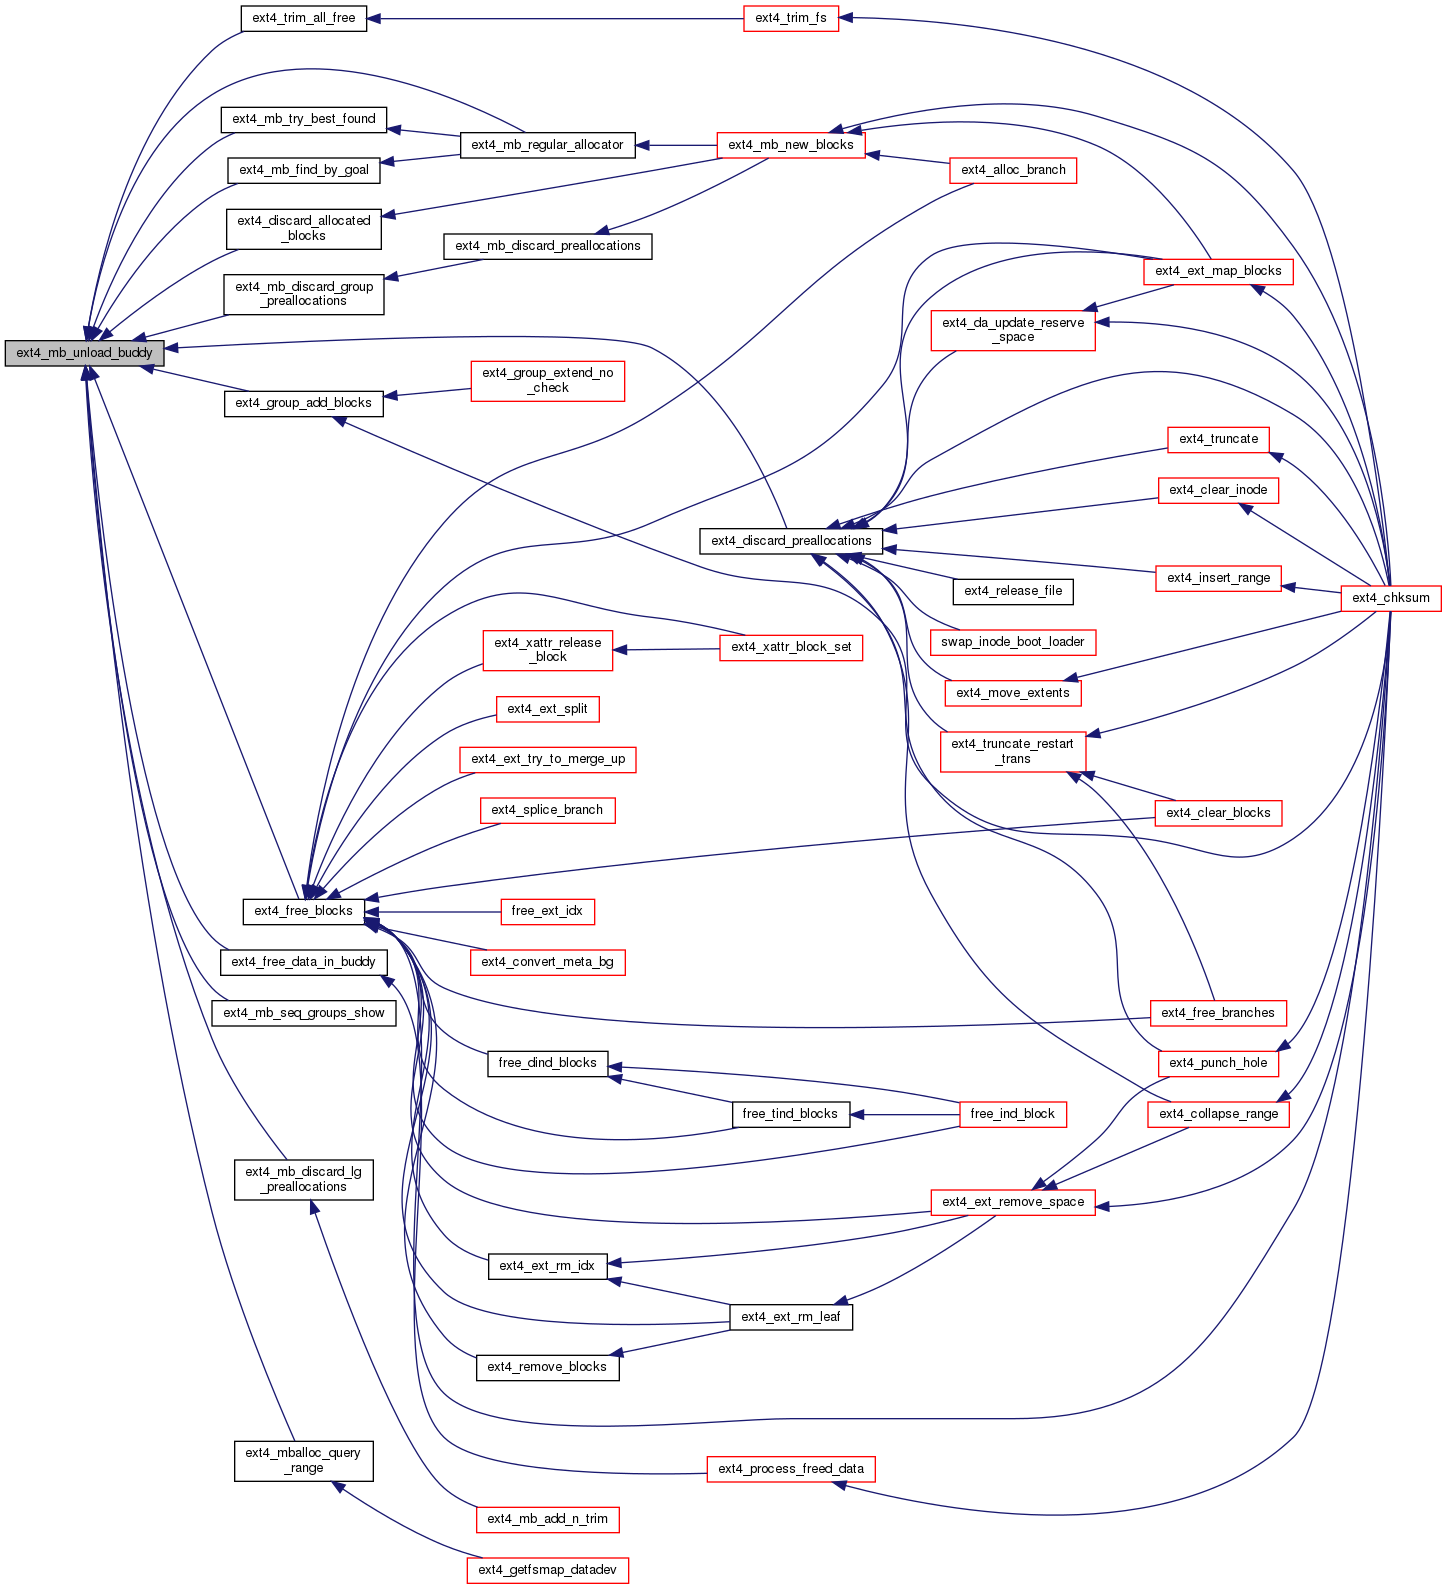 ext4_trim_all_free
ext4_trim_fs
ext4_mb_try_best_found
ext4_mb_regular_allocator
ext4_mb_new_blocks
ext4_mb_find_by_goal
ext4_alloc_branch
ext4_discard_allocated
_blocks
ext4_mb_discard_preallocations
ext4_mb_discard_group
_preallocations
ext4_ext_map_blocks
ext4_da_update_reserve
_space
ext4_mb_unload_buddy
ext4_group_extend_no
_check
ext4_group_add_blocks
ext4_truncate
ext4_clear_inode
ext4_discard_preallocations
ext4_insert_range
ext4_release_file
ext4_chksum
swap_inode_boot_loader
ext4_xattr_release
_block
ext4_xattr_block_set
ext4_move_extents
ext4_ext_split
ext4_truncate_restart
_trans
ext4_ext_try_to_merge_up
ext4_splice_branch
ext4_clear_blocks
ext4_free_blocks
free_ext_idx
ext4_free_data_in_buddy
ext4_convert_meta_bg
ext4_mb_seq_groups_show
ext4_free_branches
free_dind_blocks
ext4_punch_hole
free_tind_blocks
free_ind_block
ext4_collapse_range
ext4_mb_discard_lg
_preallocations
ext4_ext_remove_space
ext4_ext_rm_idx
ext4_ext_rm_leaf
ext4_remove_blocks
ext4_mballoc_query
_range
ext4_process_freed_data
ext4_mb_add_n_trim
ext4_getfsmap_datadev